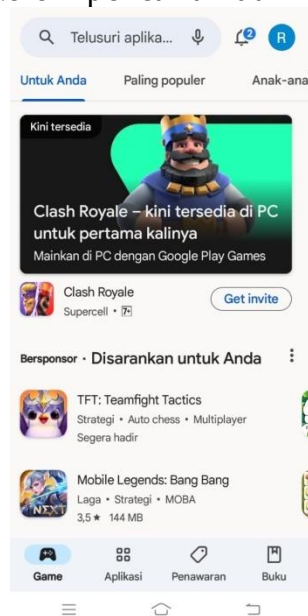 Telusuri aplika...
2
R
Untuk Anda
Paling populer
Anak-ana
Kini tersedia
Clash Royale – kini tersedia di PC
untuk pertama kalinya
Mainkan di PC dengan Google Play Games
Clash Royale
Supercell • 7+
Get invite
Bersponsor · Disarankan untuk Anda
TFT: Teamfight Tactics
Strategi • Auto chess • Multiplayer
Segera hadir
Mobile Legends: Bang Bang
Laga • Strategi • MOBA
3,5 ★ 144 MB
NEXT
Game
Aplikasi
Penawaran
Buku